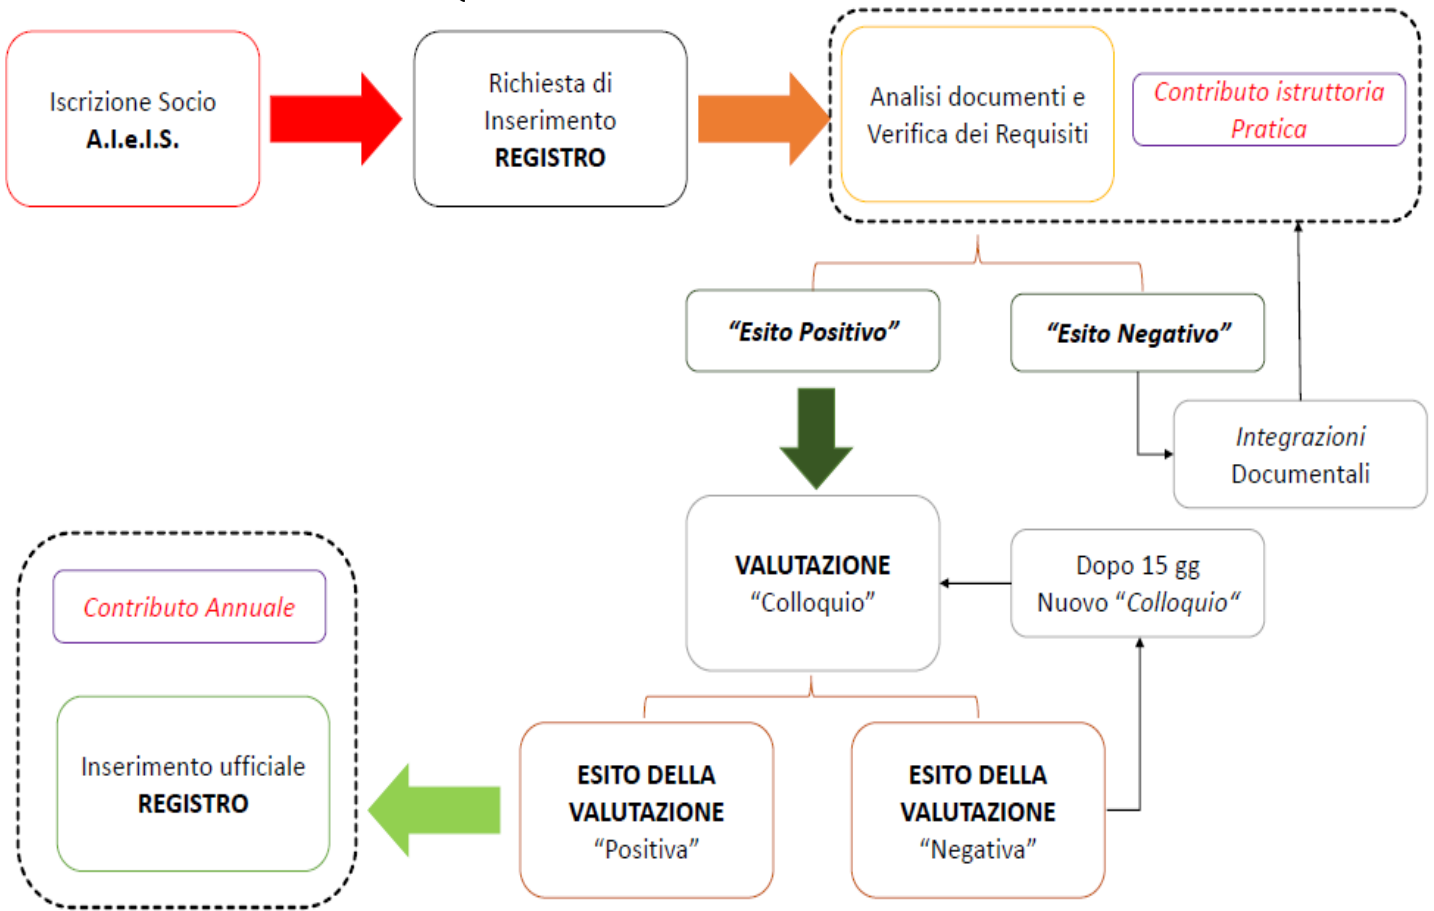 Iscrizione Socio
A.I.e.I.S.
Richiesta di
Inserimento
REGISTRO
Analisi documenti e
Verifica dei Requisiti
Contributo istruttoria
Pratica
“Esito Positivo”
“Esito Negativo”
Integrazioni
Documentali
VALUTAZIONE
“Colloquio”
Dopo 15 gg
Nuovo “Colloquio“
Contributo Annuale
Inserimento ufficiale
REGISTRO
ESITO DELLA
VALUTAZIONE
“Positiva”
ESITO DELLA
VALUTAZIONE
“Negativa”